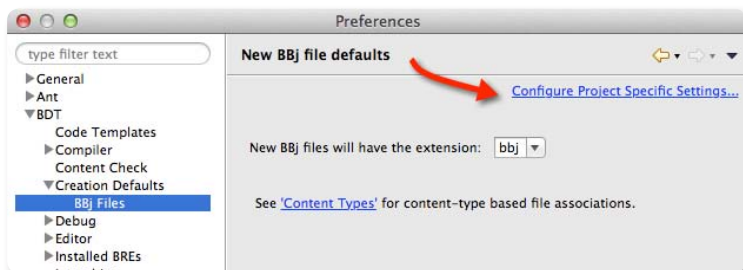 Preferences
type filter text
General
Ant
BDT
Code Templates
Compiler
Content Check
Creation Defaults
BBj Files
Debug
Editor
Installed BREs
New BBj file defaults
Configure Project Specific Settings...
New BBj files will have the extension: bbj
See 'Content Types' for content-type based file associations.